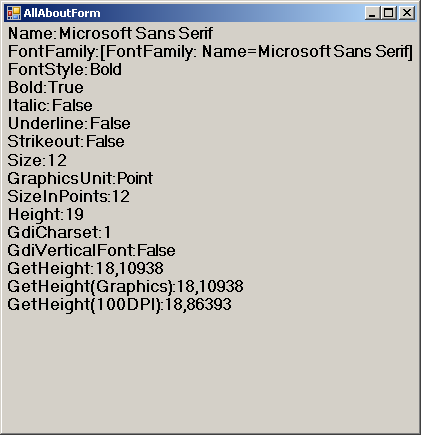 AllAboutForm
Name:Microsoft Sans Serif
FontFamily:[FontFamily: Name=Microsoft Sans Serif]
FontStyle:Bold
Bold:True
Italic:False
Underline:False
Strikeout:False
Size:12
GraphicsUnit:Point
SizeInPoints:12
Height:19
GdiCharset:1
GdiVerticalFont:False
GetHeight:18,10938
GetHeight(Graphics):18,10938
GetHeight(100DPI):18,86393